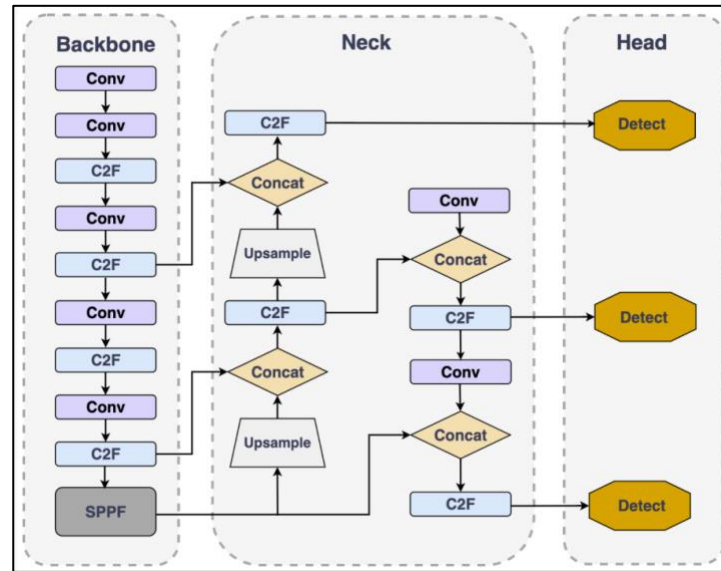 Backbone
Conv
Conv
C2F
Conv
C2F
Conv
C2F
Conv
C2F
SPPF
Neck
C2F
Concat
Upsample
C2F
Concat
Upsample
Conv
Concat
C2F
Conv
Concat
C2F
Head
Detect
Detect
Detect